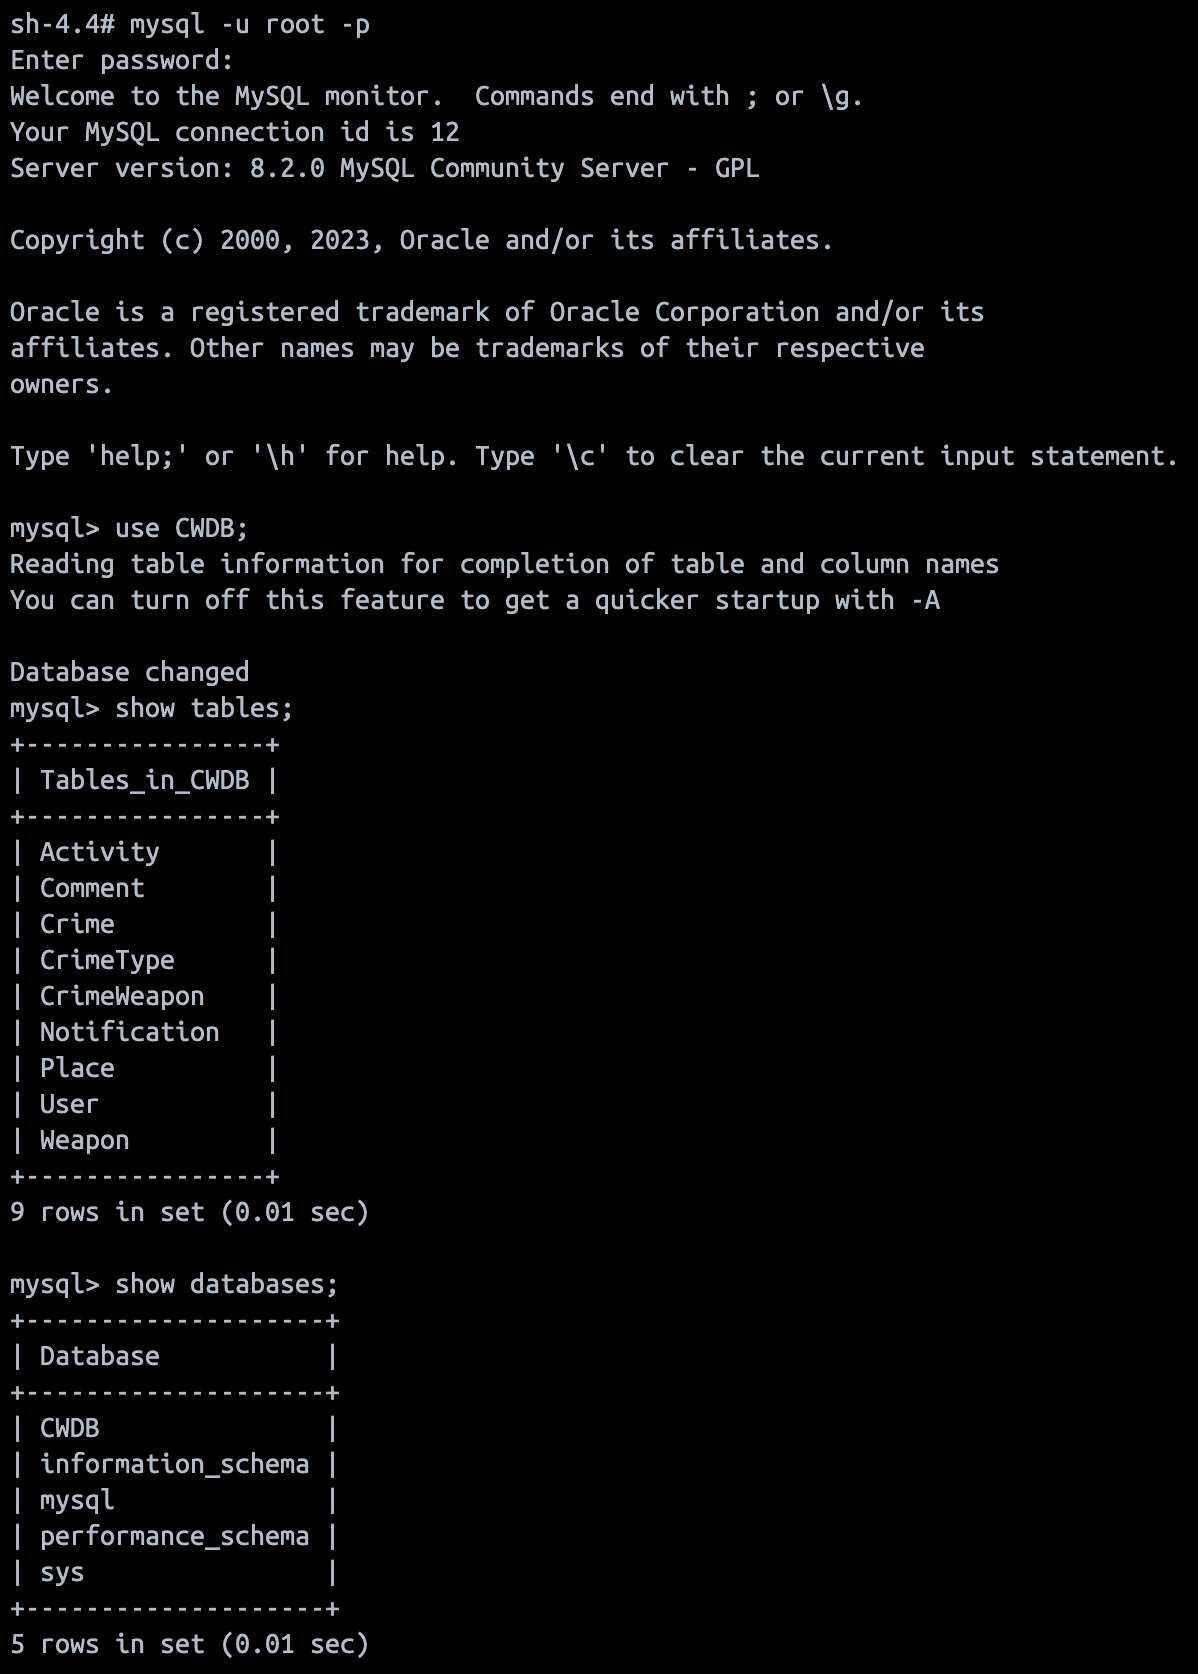 sh-4.4# mysql -u root -p
Enter password:
Welcome to the MySQL monitor.  Commands end with ; or \g.
Your MySQL connection id is 12
Server version: 8.2.0 MySQL Community Server - GPL

Copyright (c) 2000, 2023, Oracle and/or its affiliates.

Oracle is a registered trademark of Oracle Corporation and/or its
affiliates. Other names may be trademarks of their respective
owners.

Type 'help;' or '\h' for help. Type '\c' to clear the current input statement.

mysql> use CWDB;
Reading table information for completion of table and column names
You can turn off this feature to get a quicker startup with -A

Database changed
mysql> show tables;
+----------------+
| Tables_in_CWDB |
+----------------+
| Activity       |
| Comment        |
| Crime          |
| CrimeType      |
| CrimeWeapon    |
| Notification   |
| Place          |
| User           |
| Weapon         |
+----------------+
9 rows in set (0.01 sec)

mysql> show databases;
+--------------------+
| Database           |
+--------------------+
| CWDB               |
| information_schema |
| mysql              |
| performance_schema |
| sys                |
+--------------------+
5 rows in set (0.01 sec)